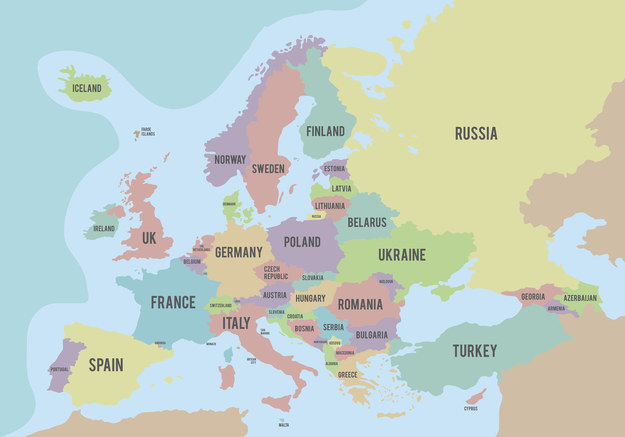 ICELAND
FAROE
ISLANDS
NORWAY
SWEDEN
FINLAND
RUSSIA
ESTONIA
LATVIA
LITHUANIA
RUSSIA
DENMARK
IRELAND
UK
THE
NETHERLANDS
BELGIUM
GERMANY
POLAND
BELARUS
UKRAINE
CZECH
REPUBLIC
SLOVAKIA
FRANCE
SWITZERLAND
AUSTRIA
HUNGARY
ROMANIA
MOLDOVA
SLOVENIA
CROATIA
BOSNIA
SERBIA
BULGARIA
ITALY
SAN
MARINO
MONACO
ANDORRA
VATICAN
CITY
MONTENEGRO
KOSOVO
MACEDONIA
ALBANIA
GREECE
PORTUGAL
SPAIN
MALTA
TURKEY
CYPRUS
GEORGIA
ARMENIA
AZERBAIJAN